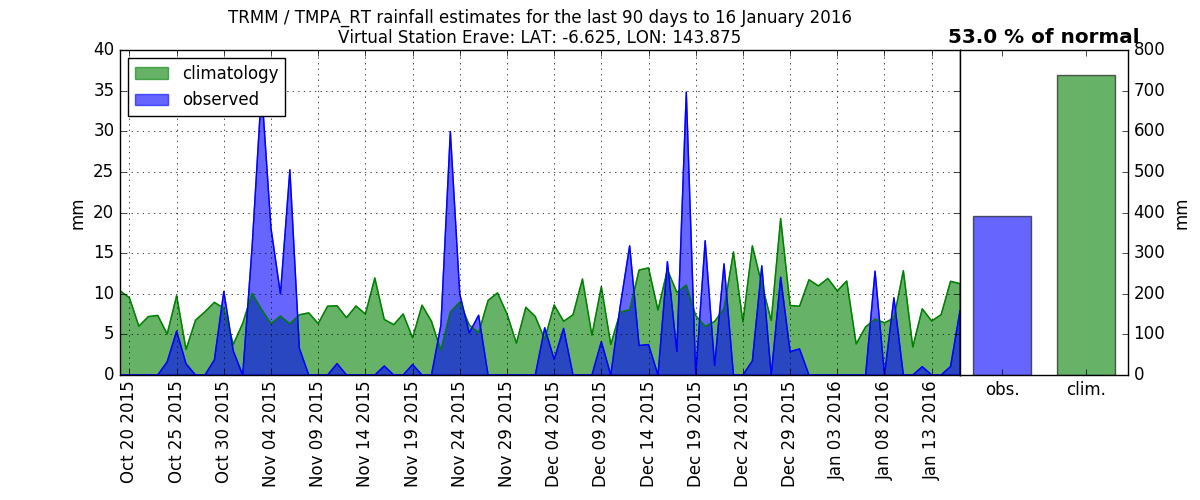 TRMM / TMPA_RT rainfall estimates for the last 90 days to 16 January 2016
Virtual Station Erave: LAT: -6.625, LON: 143.875
53.0 % of normal
climatology
observed
mm
40
35
30
25
20
15
10
5
0
Oct 20 2015
Oct 25 2015
Oct 30 2015
Nov 04 2015
Nov 09 2015
Nov 14 2015
Nov 19 2015
Nov 24 2015
Nov 29 2015
Dec 04 2015
Dec 09 2015
Dec 14 2015
Dec 19 2015
Dec 24 2015
Dec 29 2015
Jan 03 2016
Jan 08 2016
Jan 13 2016
800
700
600
500
400
300
200
100
0
mm
obs.
clim.